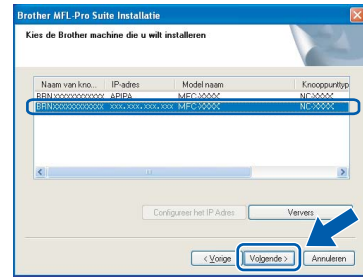 Brother MFL-Pro Suite Installatie
Kies de Brother machine die u wilt installeren
Naam van kno... IP-adres Model naam Knooppunttyp
BRNXXXXXXXXXXXX APIPA MFC-XXXX NC-XXXX
BRNXXXXXXXXXXXX xxx.xxx.xxx.xxx MFC-XXXX NC-XXXX
Configureer het IP Adres Ververs
< Vorige Volgende > Annuleren